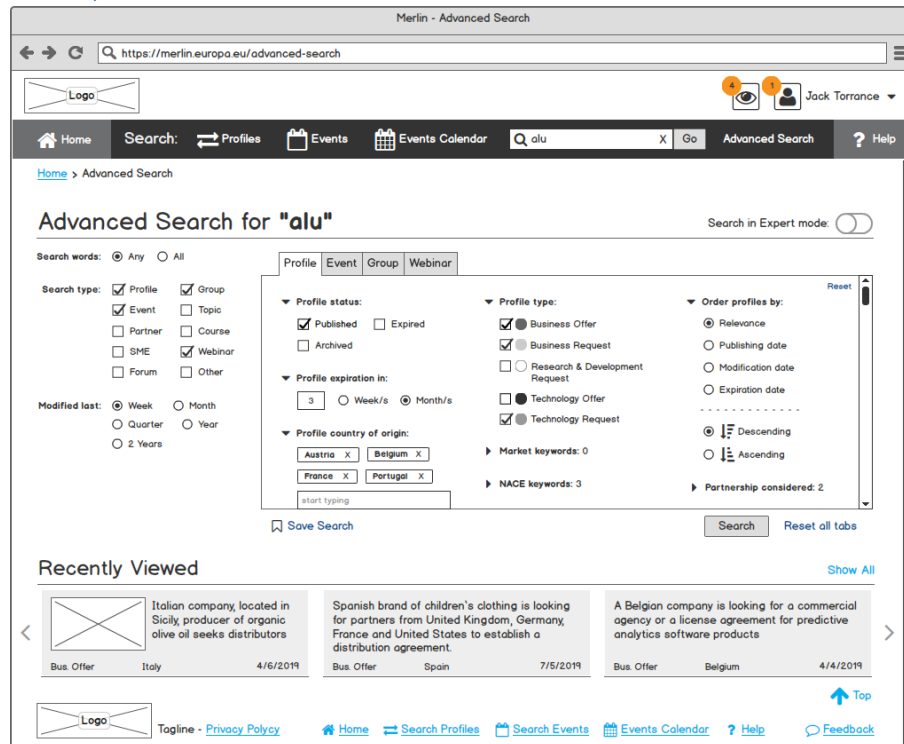 Merlin - Advanced Search
https://merlin.europa.eu/advanced-search
Logo
4
1
Jack Torrance
Home
Search:
Profiles
Events
Events Calendar
alu
X
Go
Advanced Search
? Help
Home > Advanced Search
Advanced Search for "alu"
Search in Expert mode:
Search words: Any All
Search type: Profile Group
Event Topic
Partner Course
SME Webinar
Forum Other
Modified last: Week Month
Quarter Year
2 Years
Profile Event Group Webinar
Reset
Profile status:
Published Expired
Archived
Profile expiration in:
3 Week/s Month/s
Profile country of origin:
Austria X Belgium X
France X Portugal X
start typing
Profile type:
Business Offer
Business Request
Research & Development
Request
Technology Offer
Technology Request
Market keywords: 0
NACE keywords: 3
Order profiles by:
Relevance
Publishing date
Modification date
Expiration date
Descending
Ascending
Partnership considered: 2
Save Search
Search
Reset all tabs
Recently Viewed
Show All
Italian company, located in
Sicily, producer of organic
olive oil seeks distributors
Bus. Offer Italy 4/6/2019
Spanish brand of children`s clothing is looking
for partners from United Kingdom, Germany,
France and United States to establish a
distribution agreement.
Bus. Offer Spain 7/5/2019
A Belgian company is looking for a commercial
agency or a license agreement for predictive
analytics software products
Bus. Offer Belgium 4/4/2019
Top
Logo
Tagline - Privacy Polycy
Home
Search Profiles
Search Events
Events Calendar
? Help
Feedback